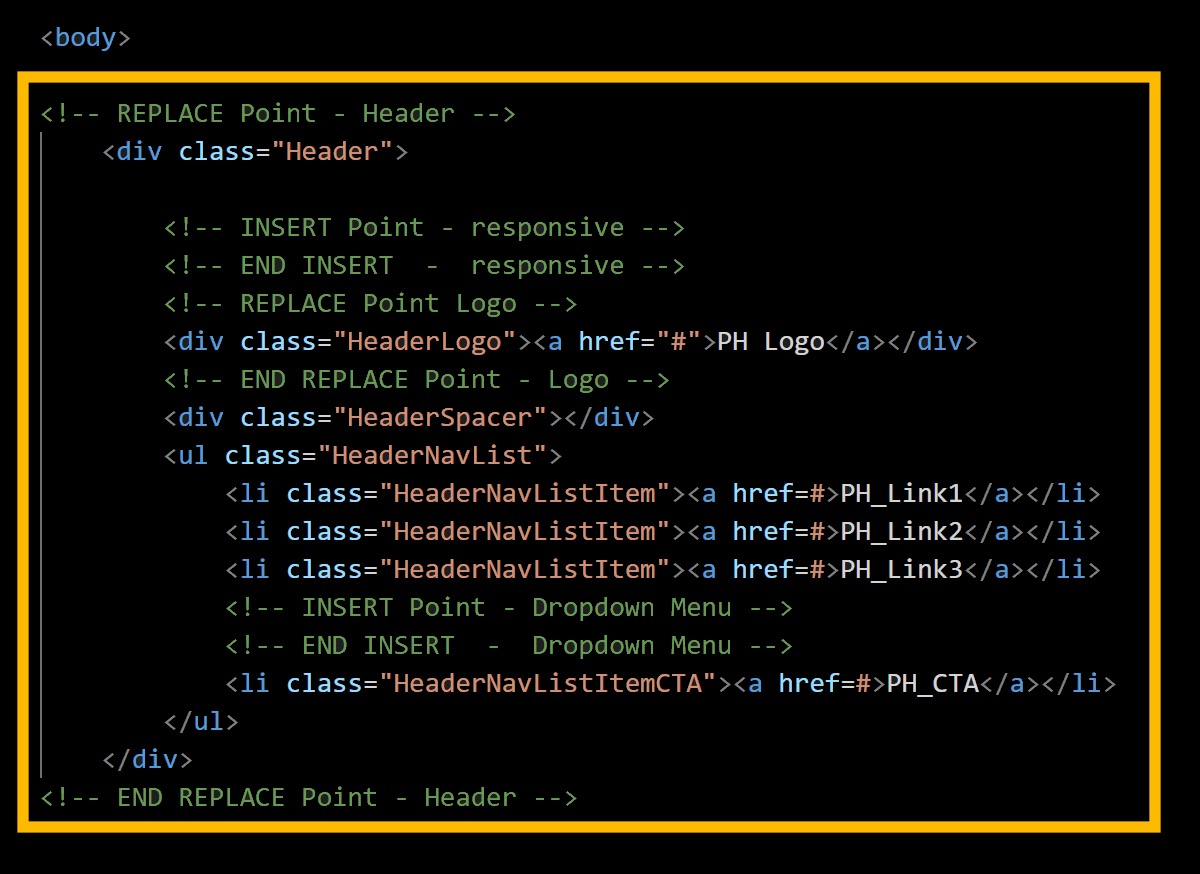 <body>
<!-- REPLACE Point - Header -->
<div class="Header">
<!-- INSERT Point - responsive -->
<!-- END INSERT  -  responsive -->
<!-- REPLACE Point Logo -->
<div class="HeaderLogo"><a href="#">PH Logo</a></div>
<!-- END REPLACE Point - Logo -->
<div class="HeaderSpacer"></div>
<ul class="HeaderNavList">
<li class="HeaderNavListItem"><a href=#>PH_Link1</a></li>
<li class="HeaderNavListItem"><a href=#>PH_Link2</a></li>
<li class="HeaderNavListItem"><a href=#>PH_Link3</a></li>
<!-- INSERT Point - Dropdown Menu -->
<!-- END INSERT  -  Dropdown Menu -->
<li class="HeaderNavListItemCTA"><a href=#>PH_CTA</a></li>
</ul>
</div>
<!-- END REPLACE Point - Header -->